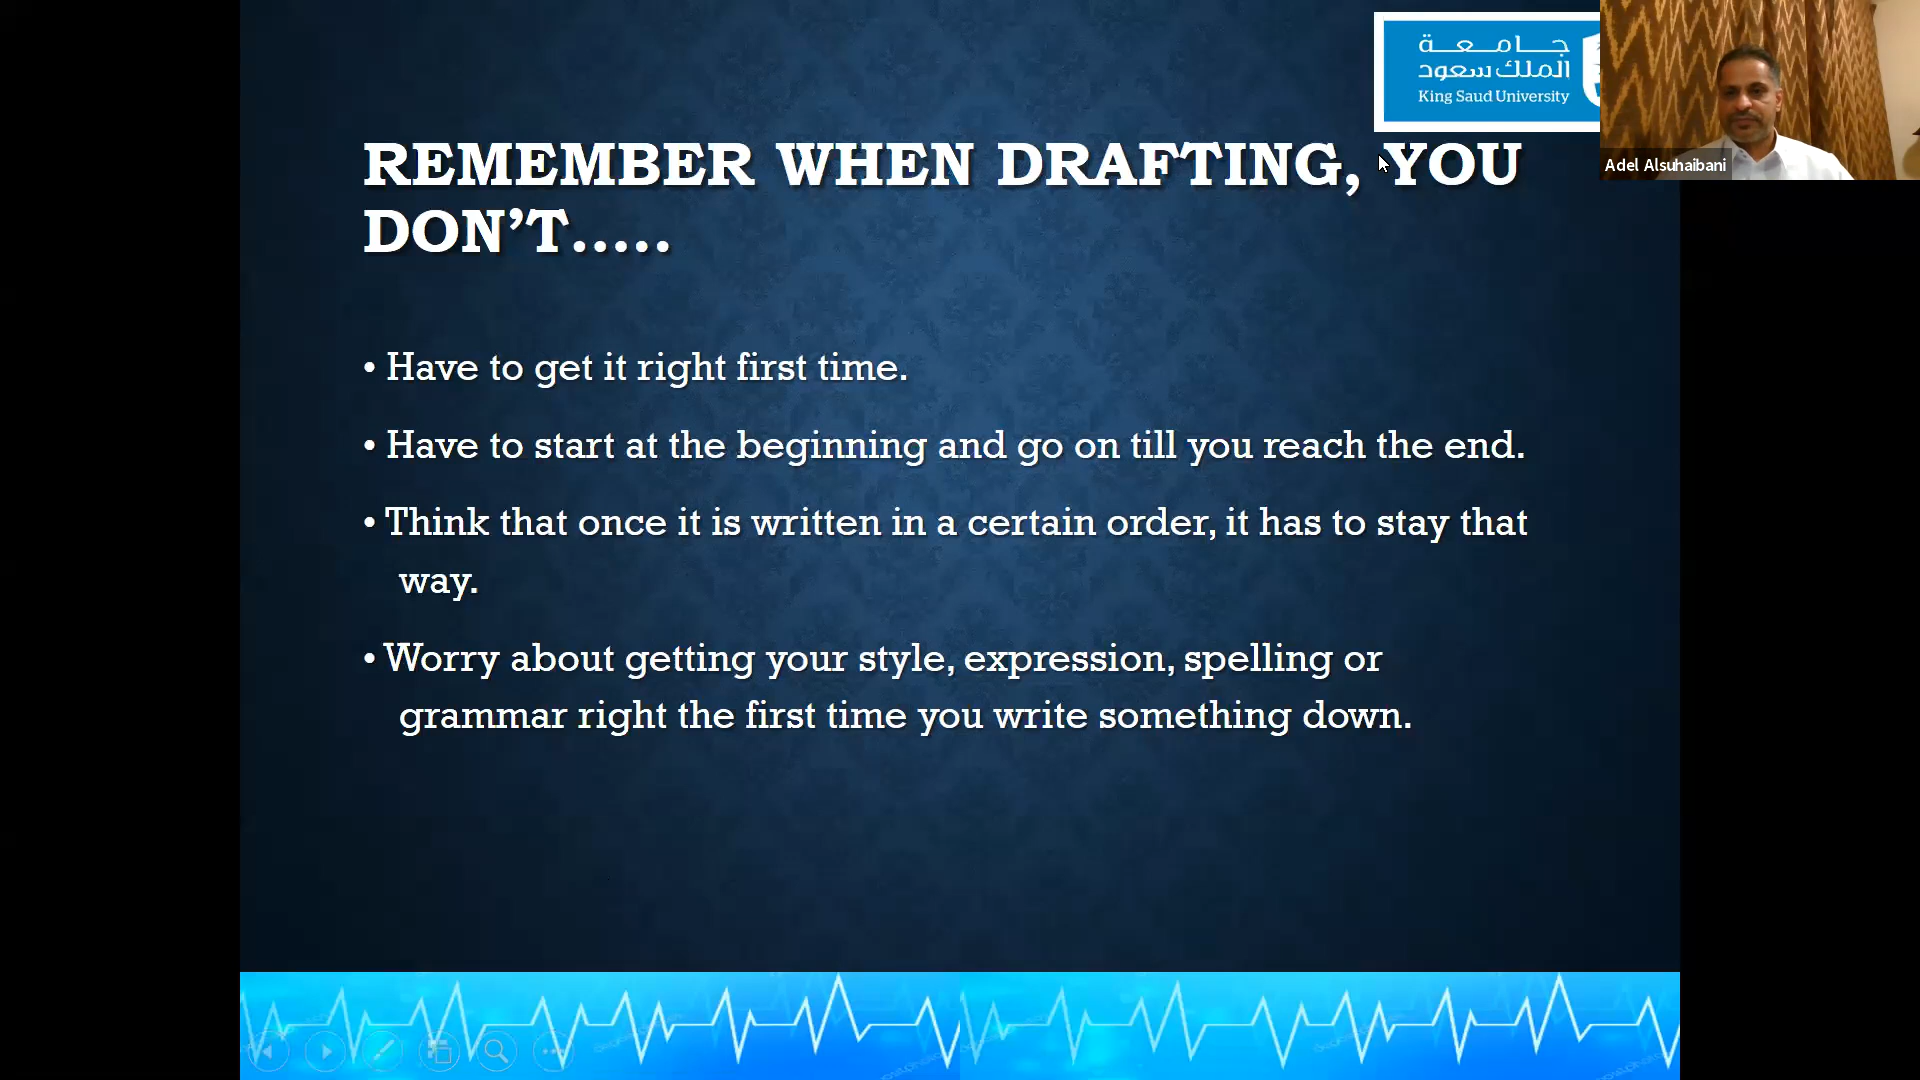 جامعة
الملك سعود
King Saud University
Adel Alsuhaibani
REMEMBER WHEN DRAFTING, YOU
DON’T.....
• Have to get it right first time.
• Have to start at the beginning and go on till you reach the end.
• Think that once it is written in a certain order, it has to stay that
way.
• Worry about getting your style, expression, spelling or
grammar right the first time you write something down.